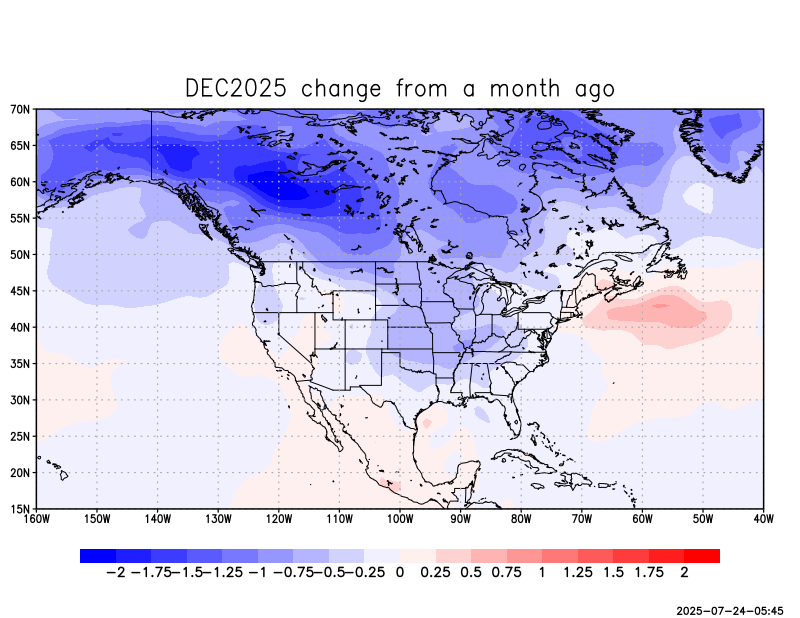 DEC2025 change from a month ago
70N
65N
60N
55N
50N
45N
40N
35N
30N
25N
20N
15N
160W 150W 140W 130W 120W 110W 100W 90W 80W 70W 60W 50W 40W
−2 −1.75 −1.5 −1.25 −1 −0.75 −0.5 −0.25 0 0.25 0.5 0.75 1 1.25 1.5 1.75 2
2025-07-24-05:45